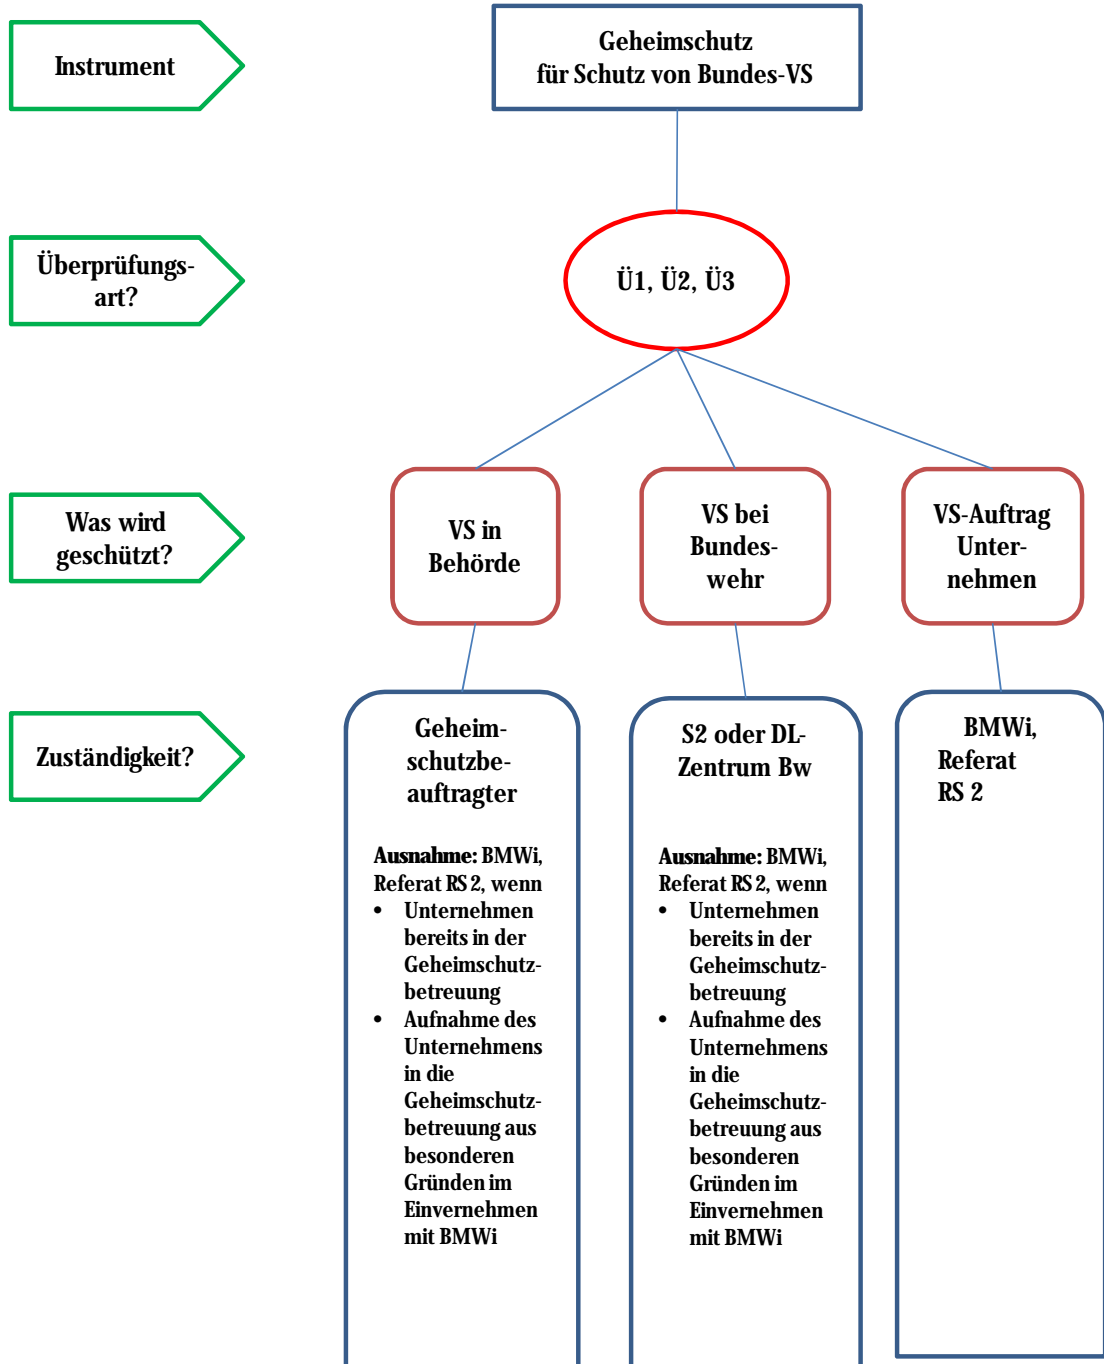 Instrument
Geheimschutz
für Schutz von Bundes-VS
Überprüfungs-
art?
Ü1, Ü2, Ü3
Was wird
geschützt?
VS in
Behörde
VS bei
Bundes-
wehr
VS-Auftrag
Unter-
nehmen
Zuständigkeit?
Geheim-
schutzbe-
auftragter
Ausnahme: BMWi,
Referat RS 2, wenn
• Unternehmen
bereits in der
Geheimschutz-
betreuung
• Aufnahme des
Unternehmens
in die
Geheimschutz-
betreuung aus
besonderen
Gründen im
Einvernehmen
mit BMWi
S2 oder DL-
Zentrum Bw
Ausnahme: BMWi,
Referat RS 2, wenn
• Unternehmen
bereits in der
Geheimschutz-
betreuung
• Aufnahme des
Unternehmens
in die
Geheimschutz-
betreuung aus
besonderen
Gründen im
Einvernehmen
mit BMWi
BMWi,
Referat
RS 2